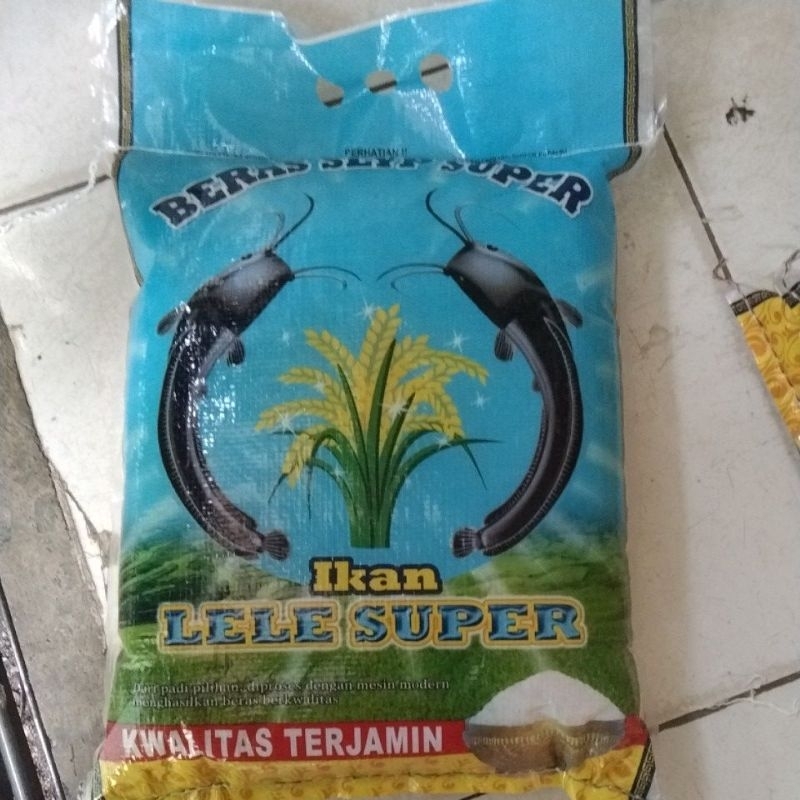 PERHATIAN !!
BERAS SLYP SUPER
Ikan
LELE SUPER
Dari padi pilihan, diproses dengan mesin modern
menghasilkan beras berkwalitas
KWALITAS TERJAMIN